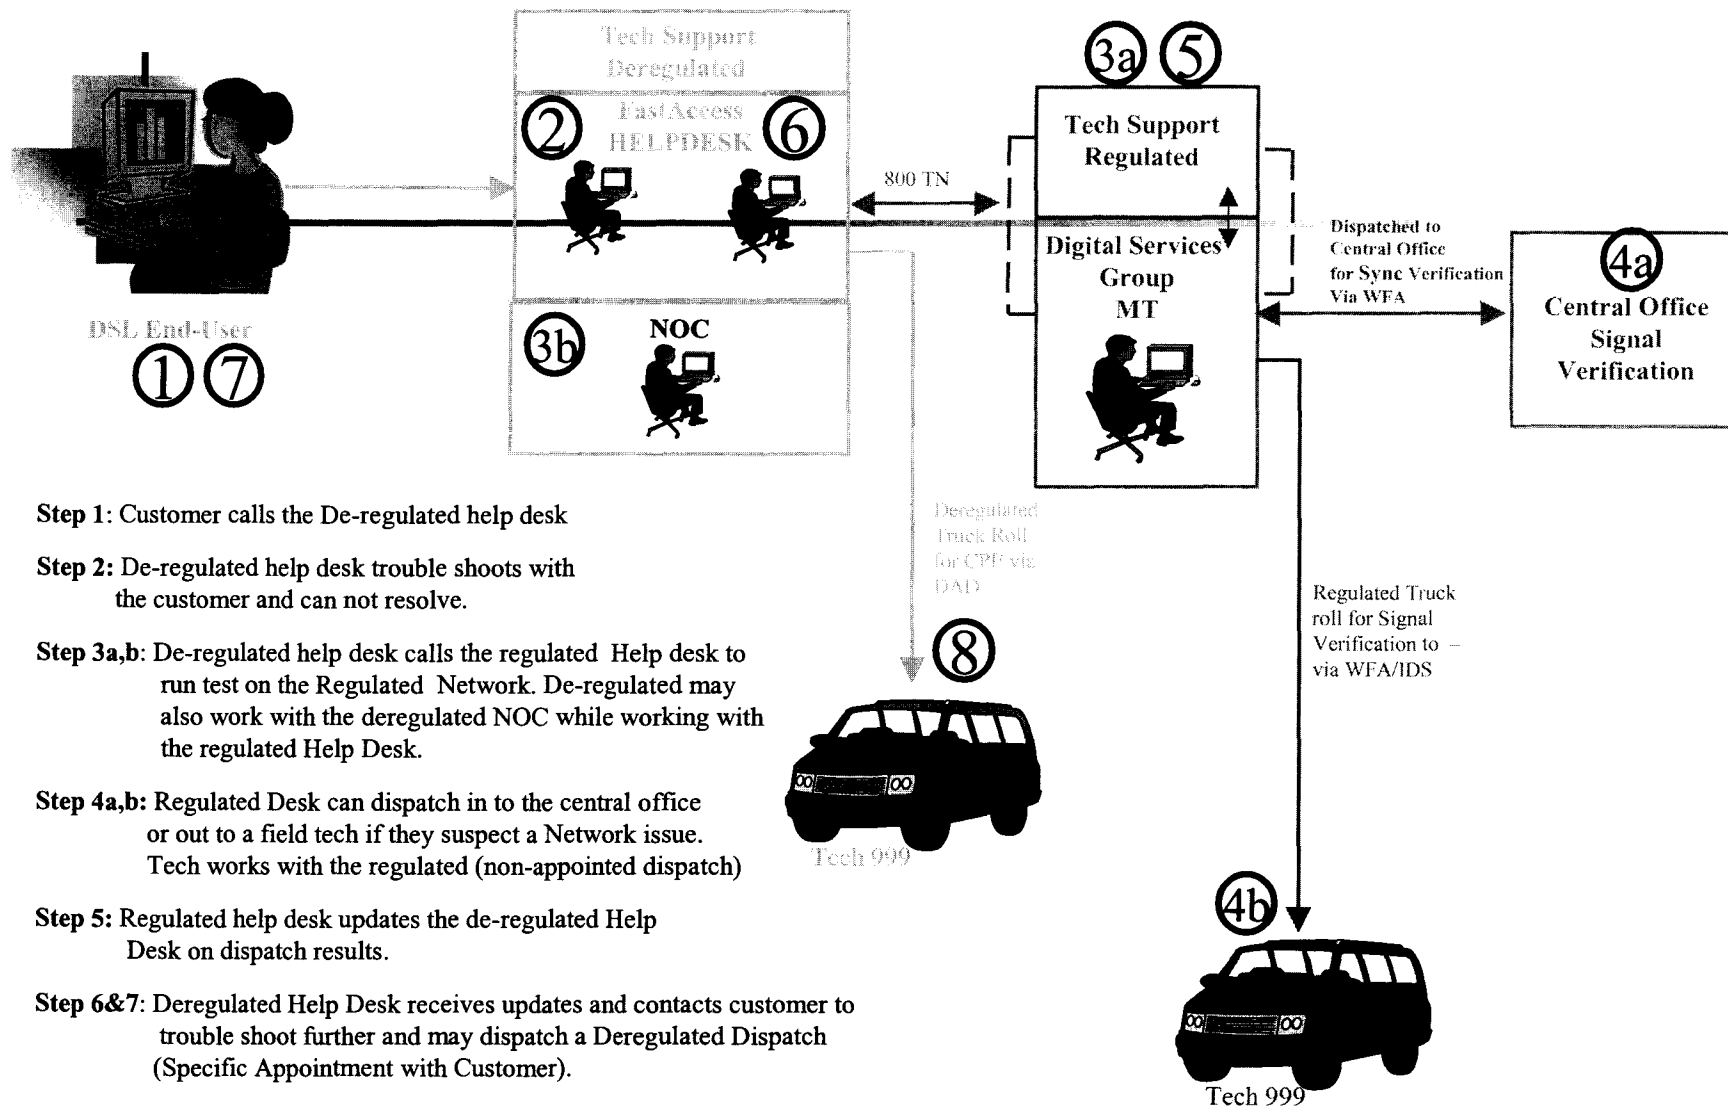 Tech Support
Deregulated
FastAccess
HELPDESK
2
6
3a
5
Tech Support
Regulated
800 TN
Digital Services
Group
MT
Dispatched to
Central Office
for Sync Verification
Via WFA
4a
Central Office
Signal
Verification
DSL End-User
1
7
3b
NOC
Step 1: Customer calls the De-regulated help desk
Step 2: De-regulated help desk trouble shoots with
the customer and can not resolve.
Step 3a,b: De-regulated help desk calls the regulated Help desk to
run test on the Regulated Network. De-regulated may
also work with the deregulated NOC while working with
the regulated Help Desk.
Step 4a,b: Regulated Desk can dispatch in to the central office
or out to a field tech if they suspect a Network issue.
Tech works with the regulated (non-appointed dispatch)
Step 5: Regulated help desk updates the de-regulated Help
Desk on dispatch results.
Step 6&7: Deregulated Help Desk receives updates and contacts customer to
trouble shoot further and may dispatch a Deregulated Dispatch
(Specific Appointment with Customer).
Deregulated
Truck Roll
for CPE via
DAD
8
Tech 999
Regulated Truck
roll for Signal
Verification to –
via WFA/IDS
4b
Tech 999